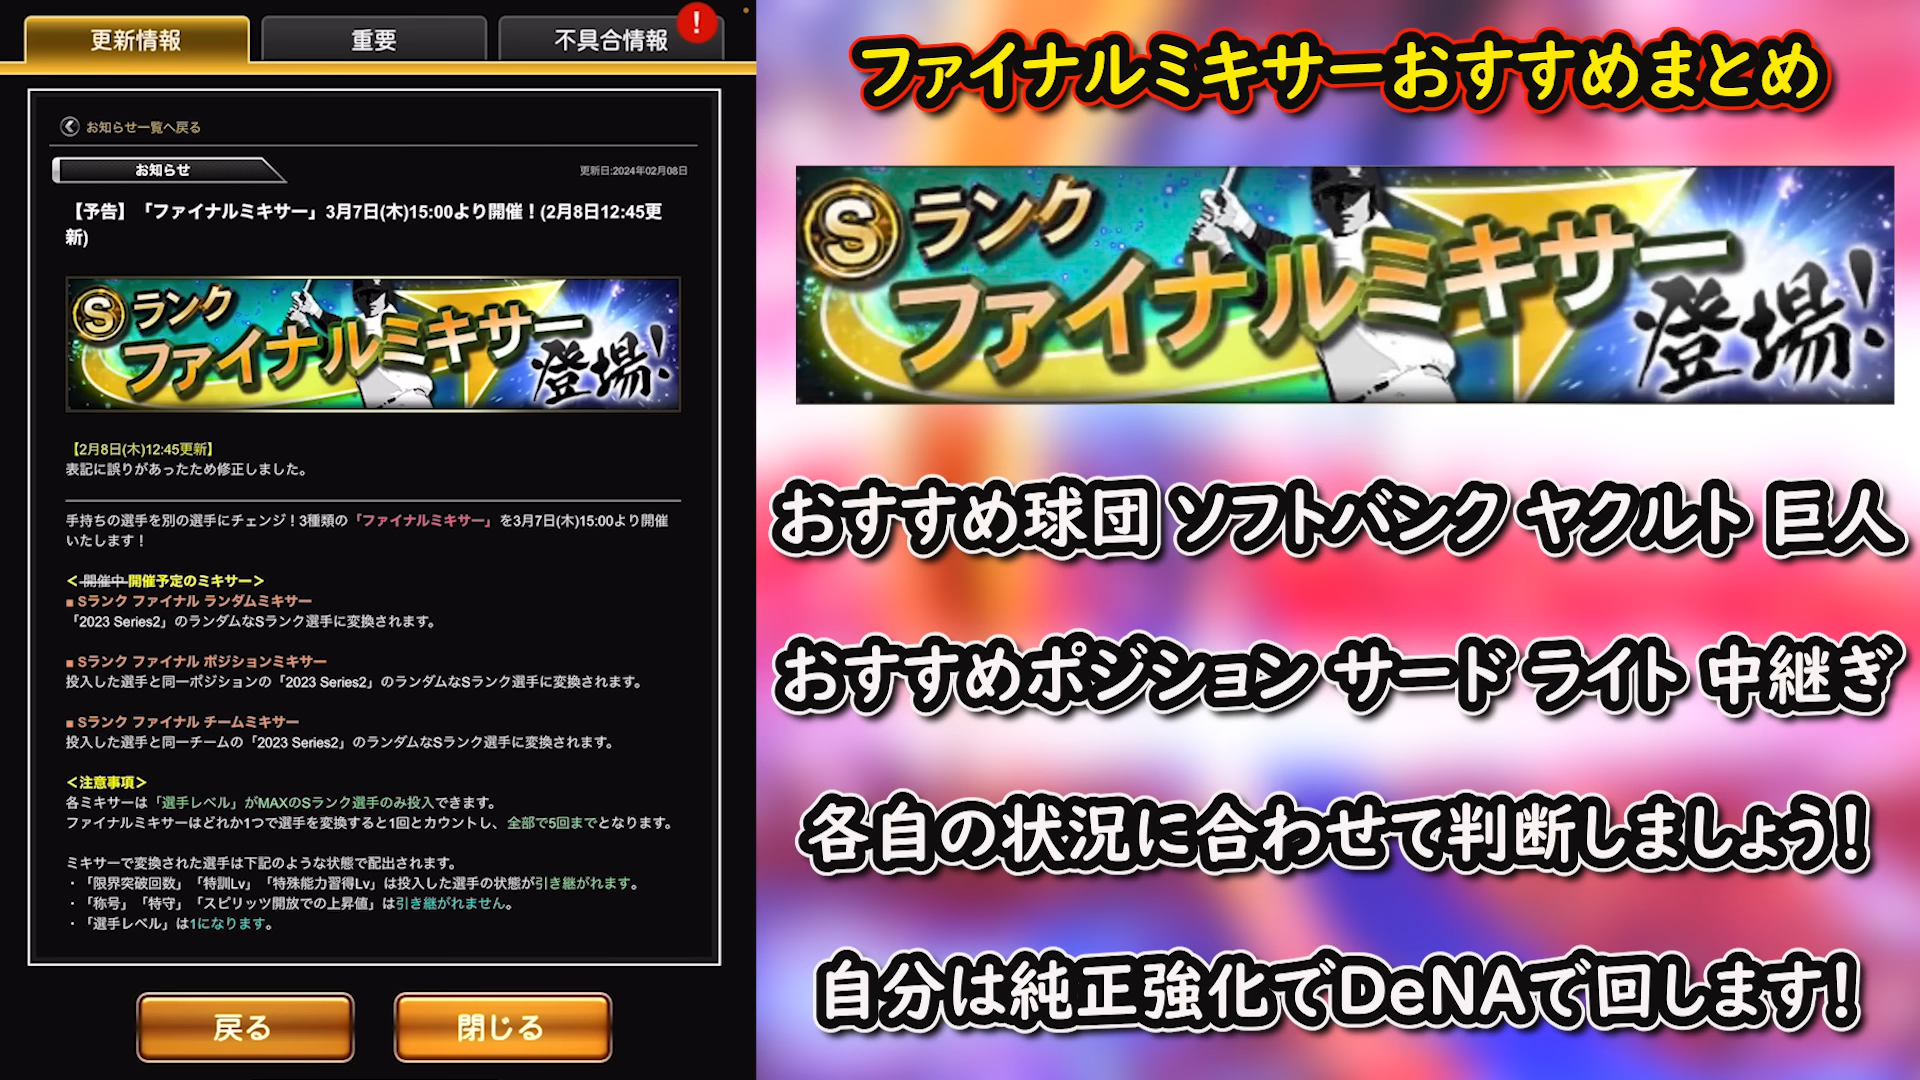 更新情報
重要
不具合情報
!
お知らせ一覧へ戻る
お知らせ
更新日:2024年02月08日
【予告】「ファイナルミキサー」3月7日(木)15:00より開催！(2月8日12:45更
新)
Sランク
ファイナルミキサー登場!
【2月8日(木)12:45更新】
表記に誤りがあったため修正しました。
手持ちの選手を別の選手にチェンジ！3種類の「ファイナルミキサー」を3月7日(木)15:00より開催
いたします！
＜開催中 開催予定のミキサー＞
■ Sランク ファイナル ランダムミキサー
「2023 Series2」のランダムなSランク選手に変換されます。
■ Sランク ファイナル ポジションミキサー
投入した選手と同一ポジションの「2023 Series2」のランダムなSランク選手に変換されます。
■ Sランク ファイナル チームミキサー
投入した選手と同一チームの「2023 Series2」のランダムなSランク選手に変換されます。
＜注意事項＞
各ミキサーは「選手レベル」がMAXのSランク選手のみ投入できます。
ファイナルミキサーはどれか1つで選手を変換すると1回とカウントし、全部で5回までとなります。
ミキサーで変換された選手は下記のような状態で配出されます。
・「限界突破回数」「特訓Lv」「特殊能力習得Lv」は投入した選手の状態が引き継がれます。
・「称号」「特守」「スピリッツ開放での上昇値」は引き継がれません。
・「選手レベル」は1になります。
戻る
閉じる
ファイナルミキサーおすすめまとめ
Sランク
ファイナルミキサー登場!
おすすめ球団 ソフトバンク ヤクルト 巨人
おすすめポジション サード ライト 中継ぎ
各自の状況に合わせて判断しましょう!
自分は純正強化でDeNAで回します!